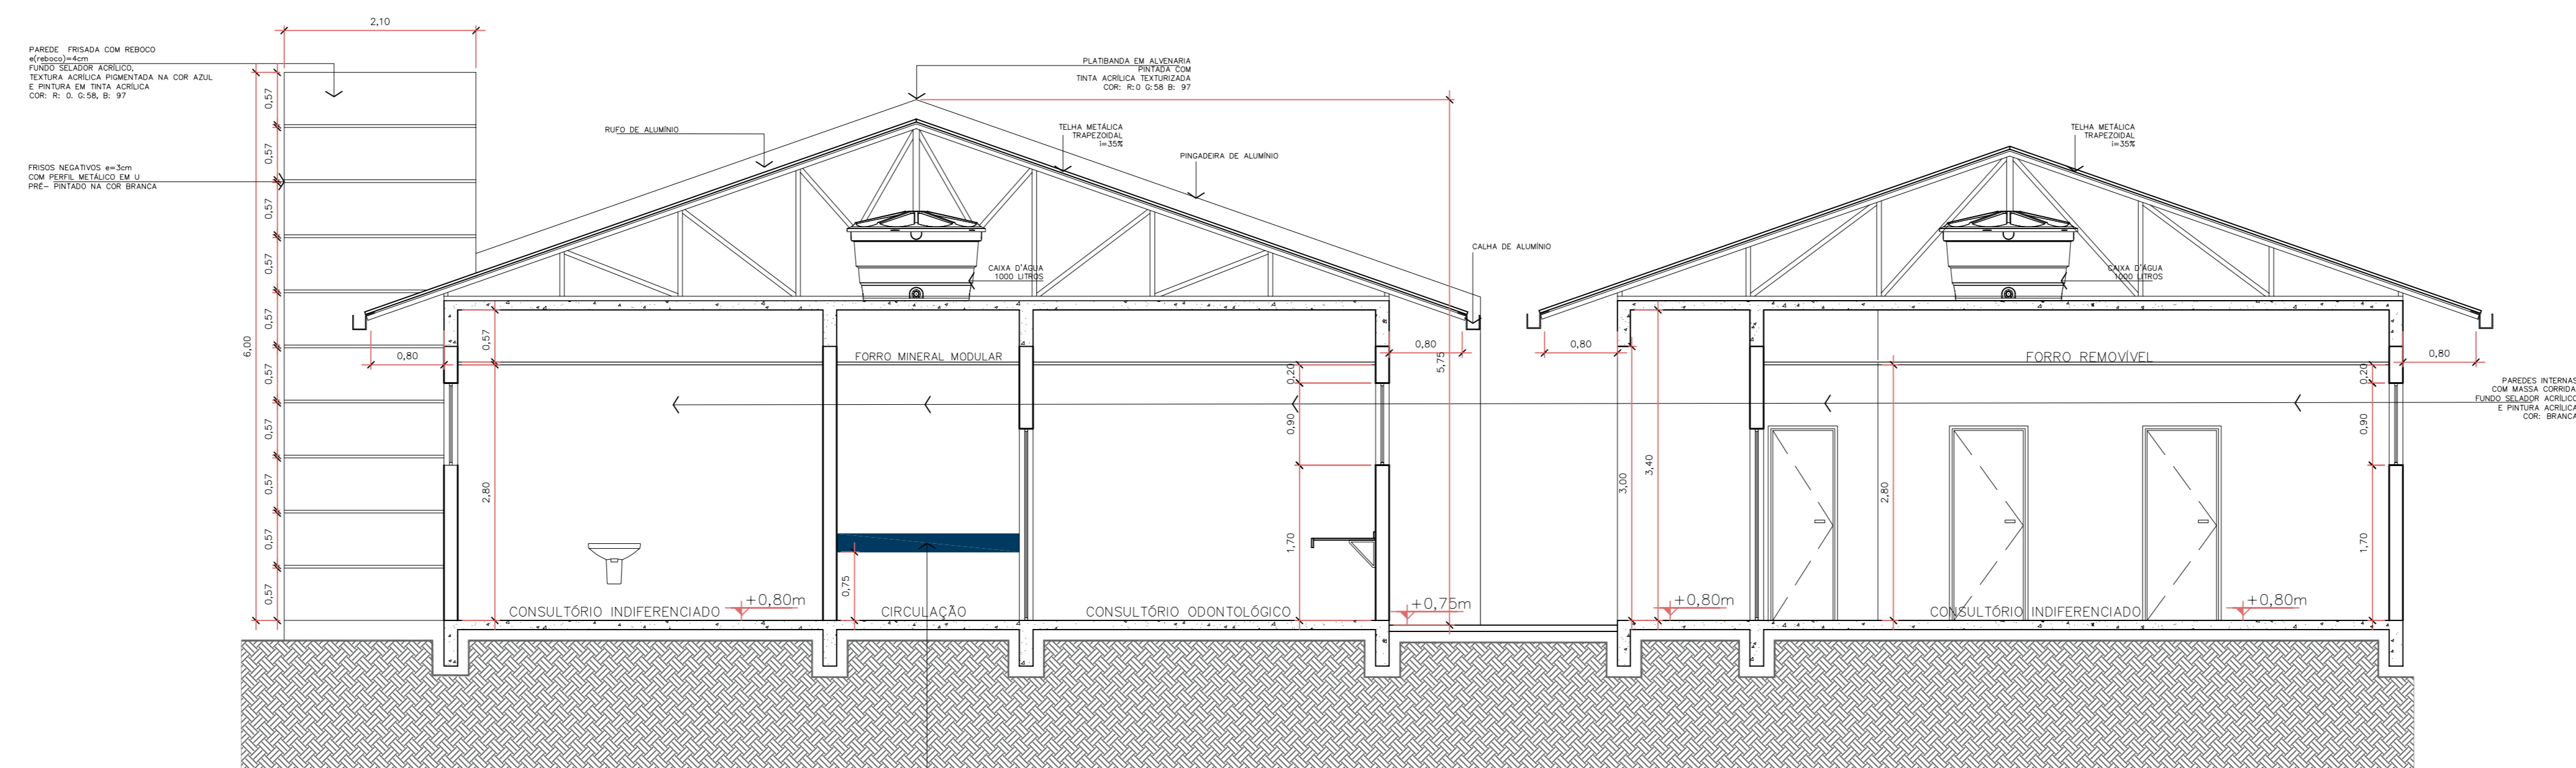 2,10
PAREDE FRISADA COM REBOCO
e(reboco)=4cm
FUNDO SELADOR ACRÍLICO,
TEXTURA ACRÍLICA PIGMENTADA NA COR AZUL
E PINTURA EM TINTA ACRÍLICA
COR: R: 0. G:58, B: 97
FRISOS NEGATIVOS e=3cm
COM PERFIL METÁLICO EM U
PRÉ- PINTADO NA COR BRANCA
6,00
0,57
0,57
0,57
0,57
0,57
0,57
0,57
0,57
0,57
0,57
RUFO DE ALUMÍNIO
PLATIBANDA EM ALVENARIA
PINTADA COM
TINTA ACRÍLICA TEXTURIZADA
COR: R:0 G:58 B: 97
TELHA METÁLICA
TRAPEZOIDAL
i=35%
PINGADEIRA DE ALUMÍNIO
CALHA DE ALUMÍNIO
CAIXA D'ÁGUA
1000 LITROS
0,80
0,57
2,80
FORRO MINERAL MODULAR
0,75
0,20
0,90
1,70
0,80
5,75
CONSULTÓRIO INDIFERENCIADO
+0,80m
CIRCULAÇÃO
CONSULTÓRIO ODONTOLÓGICO
+0,75m
TELHA METÁLICA
TRAPEZOIDAL
i=35%
CAIXA D'ÁGUA
1000 LITROS
0,80
3,00
3,40
FORRO REMOVÍVEL
2,80
0,20
0,90
1,70
0,80
+0,80m
CONSULTÓRIO INDIFERENCIADO
+0,80m
PAREDES INTERNAS
COM MASSA CORRIDA
FUNDO SELADOR ACRÍLICO
E PINTURA ACRÍLICA
COR: BRANCA